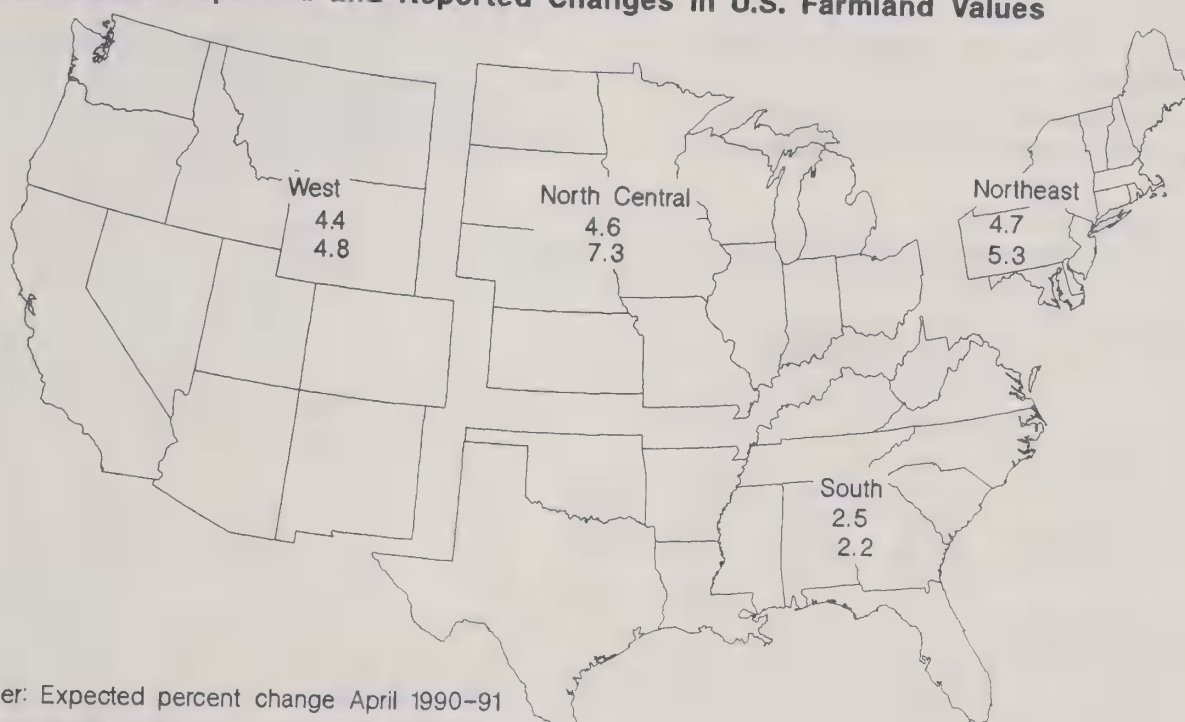 and Reported Changes in U.S. Farmland Values
West
4.4
4.8
North Central
4.6
7.3
Northeast
4.7
5.3
South
2.5
2.2
Expected percent change April 1990-91